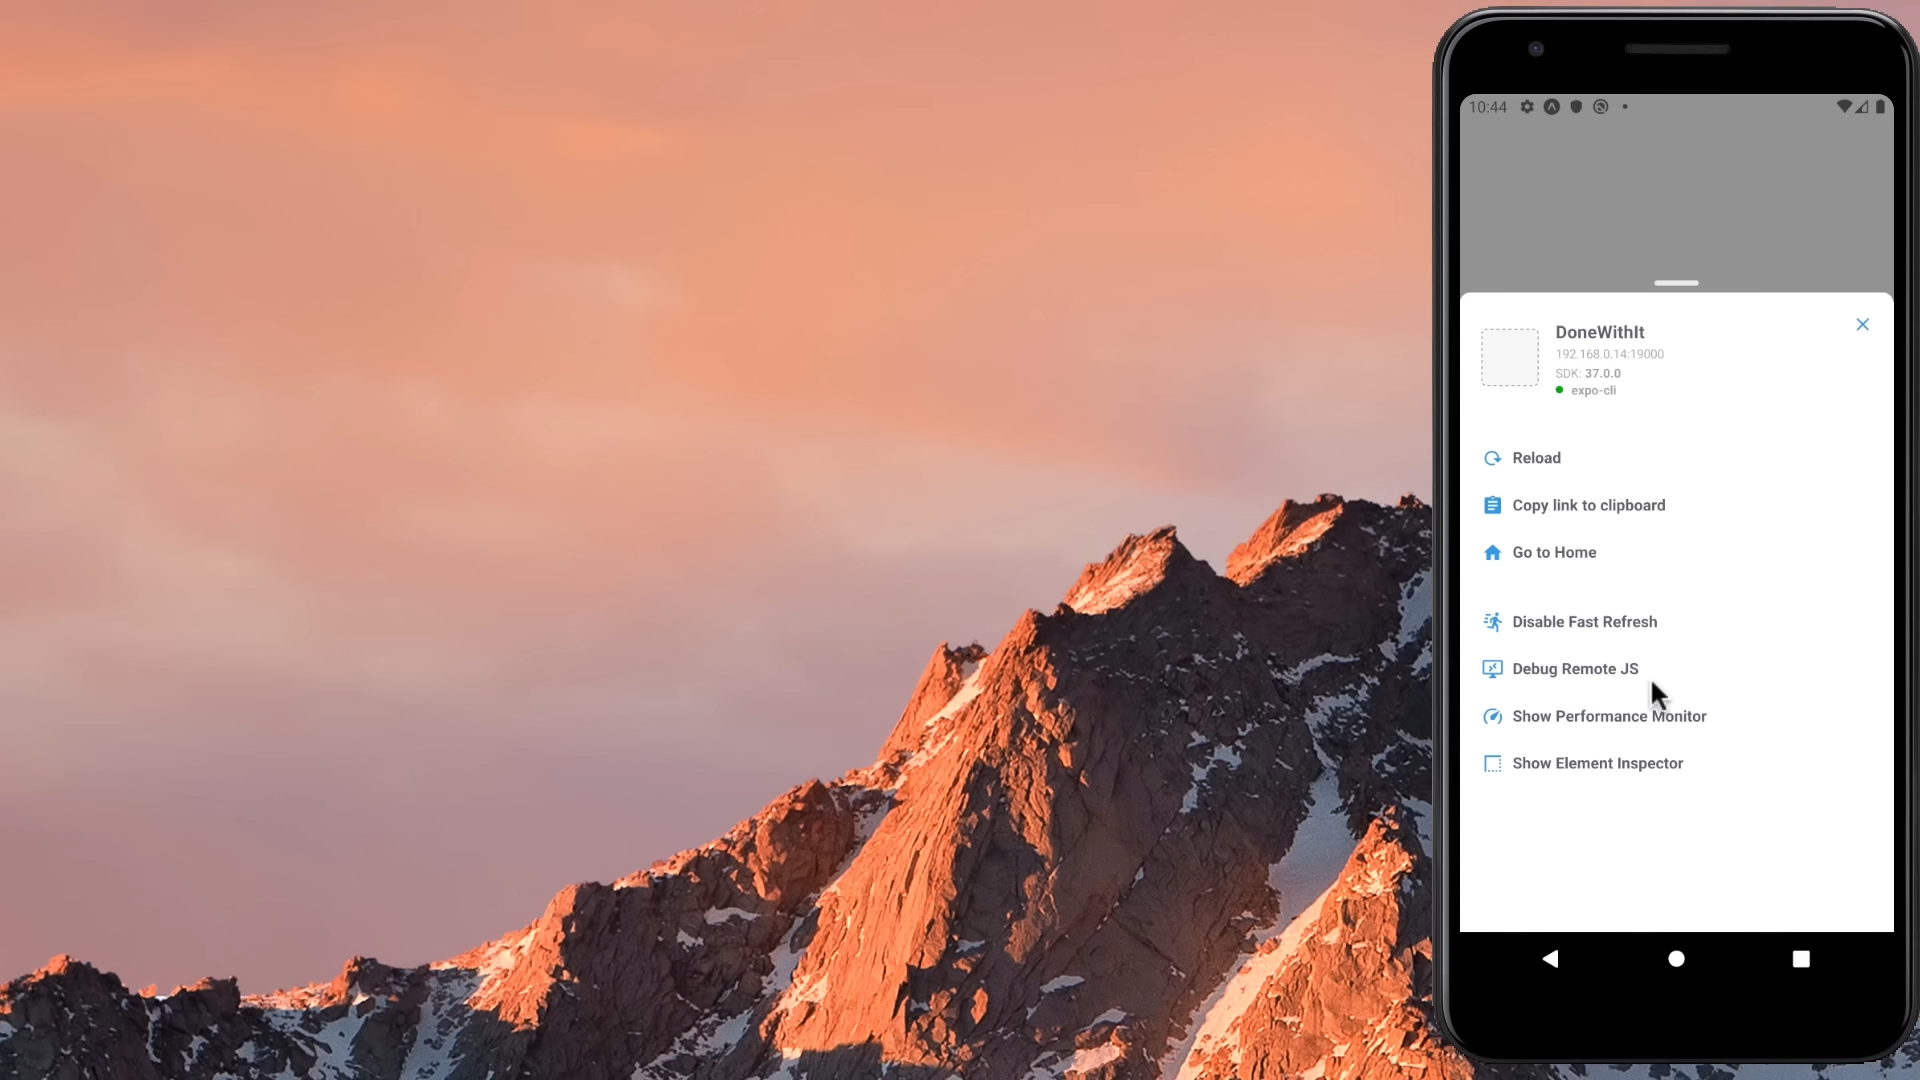 10:44
DoneWithIt
192.168.0.14:19000
SDK: 37.0.0
expo-cli
Reload
Copy link to clipboard
Go to Home
Disable Fast Refresh
Debug Remote JS
Show Performance Monitor
Show Element Inspector